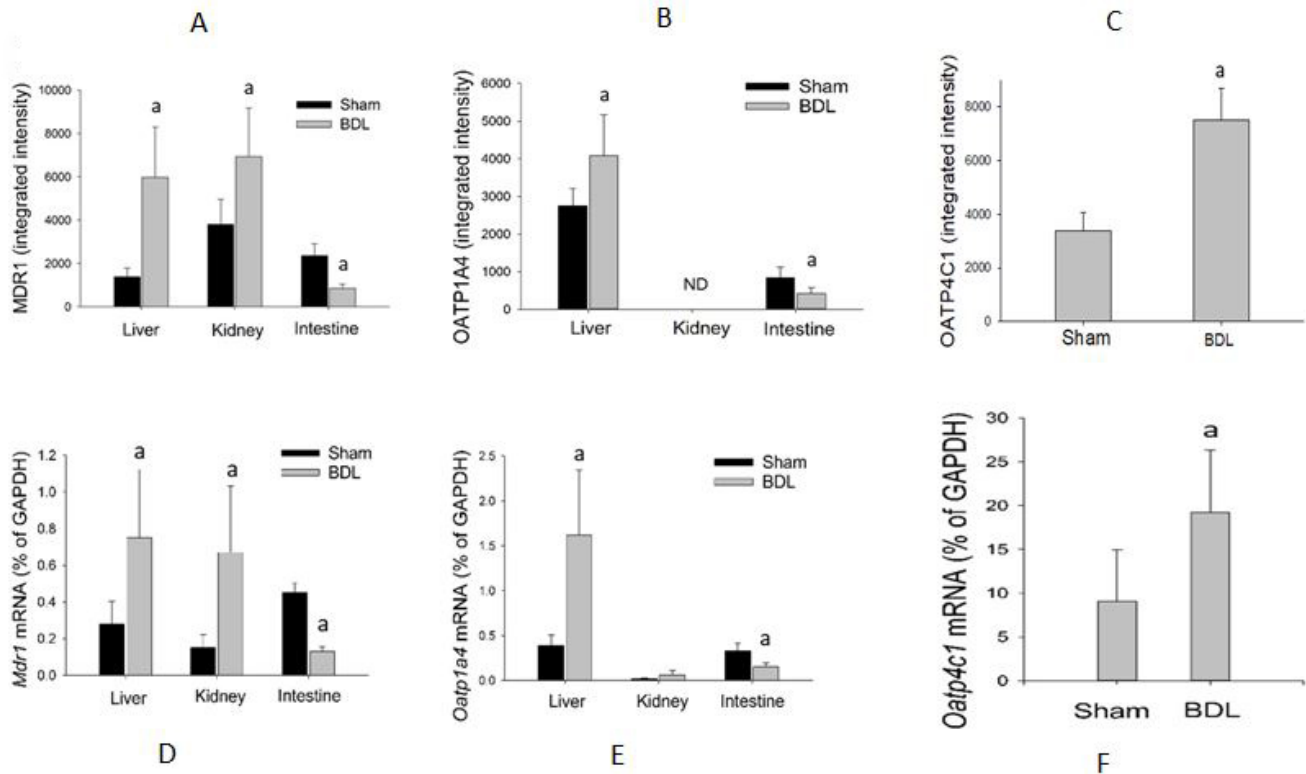 A
B
C
MDR1 (integrated intensity)
10000
8000
6000
4000
2000
0
a
a
a
Sham
BDL
Liver
Kidney
Intestine
OATP1A4 (integrated intensity)
6000
5000
4000
3000
2000
1000
0
a
ND
a
Sham
BDL
Liver
Kidney
Intestine
OATP4C1 (integrated intensity)
8000
6000
4000
2000
0
a
Sham
BDL
Mdr1 mRNA (% of GAPDH)
1.2
1.0
0.8
0.6
0.4
0.2
0.0
a
a
a
Sham
BDL
Liver
Kidney
Intestine
Oatp1a4 mRNA (% of GAPDH)
2.5
2.0
1.5
1.0
0.5
0.0
a
a
Sham
BDL
Liver
Kidney
Intestine
Oatp4c1 mRNA (% of GAPDH)
30
25
20
15
10
5
0
a
Sham
BDL
D
E
F